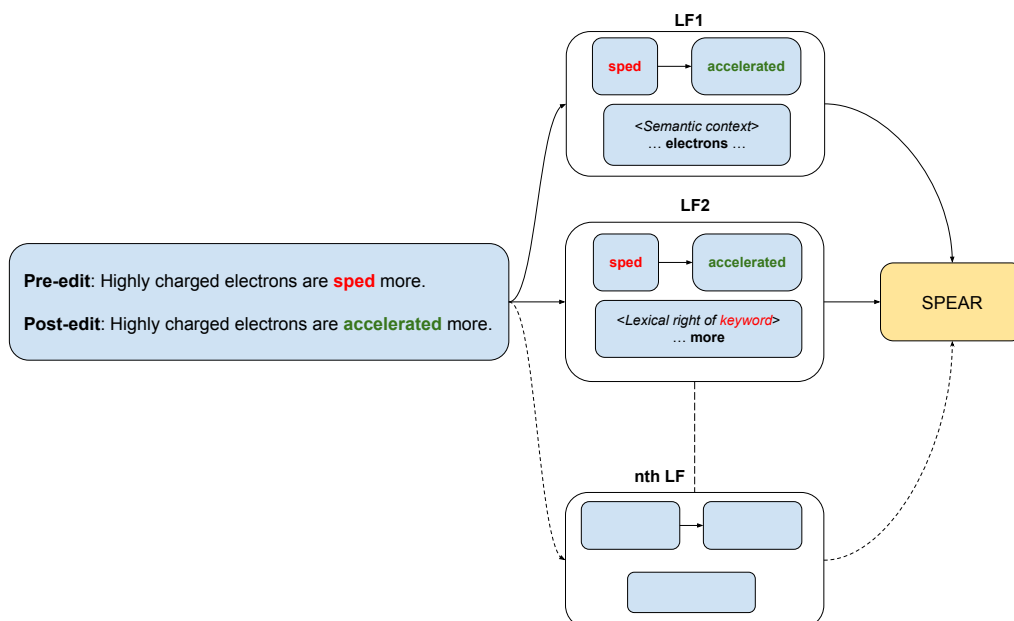 LF1
sped
accelerated
<Semantic context>
… electrons …
LF2
sped
accelerated
<Lexical right of keyword>
… more
Pre-edit: Highly charged electrons are sped more.
Post-edit: Highly charged electrons are accelerated more.
SPEAR
nth LF